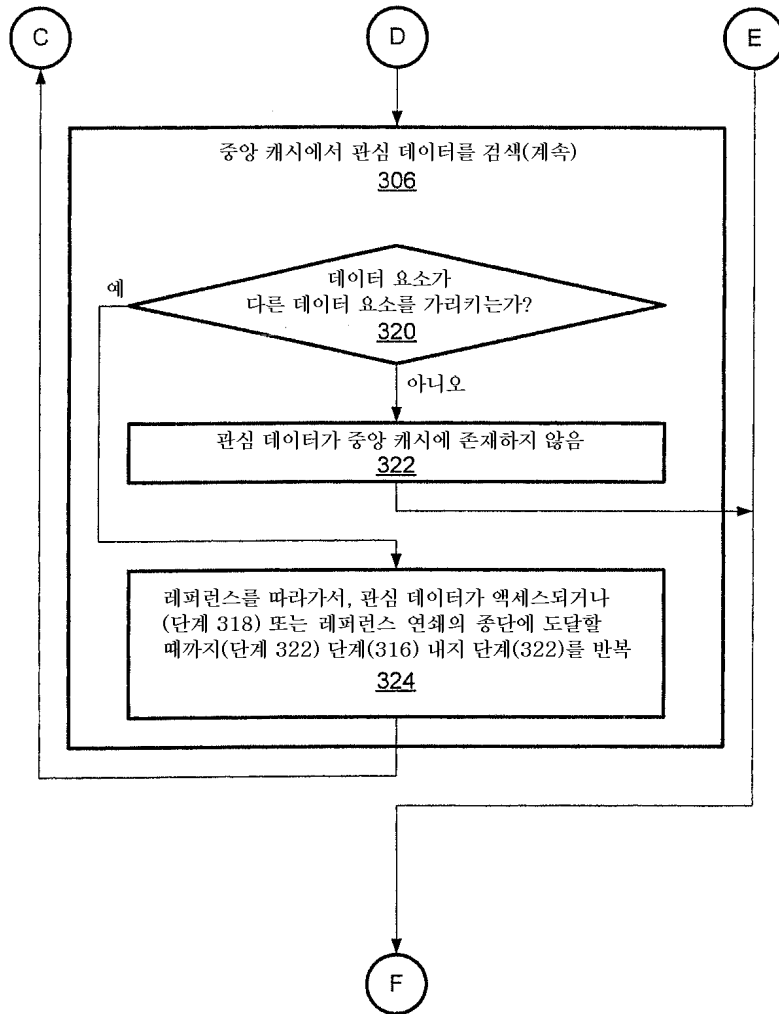 C
D
E
중앙 캐시에서 관심 데이터를 검색(계속)
306
데이터 요소가
다른 데이터 요소를 가리키는가?
320
예
아니오
관심 데이터가 중앙 캐시에 존재하지 않음
322
레퍼런스를 따라가서, 관심 데이터가 액세스되거나
(단계 318) 또는 레퍼런스 연쇄의 종단에 도달할
때까지(단계 322) 단계(316) 내지 단계(322)를 반복
324
F